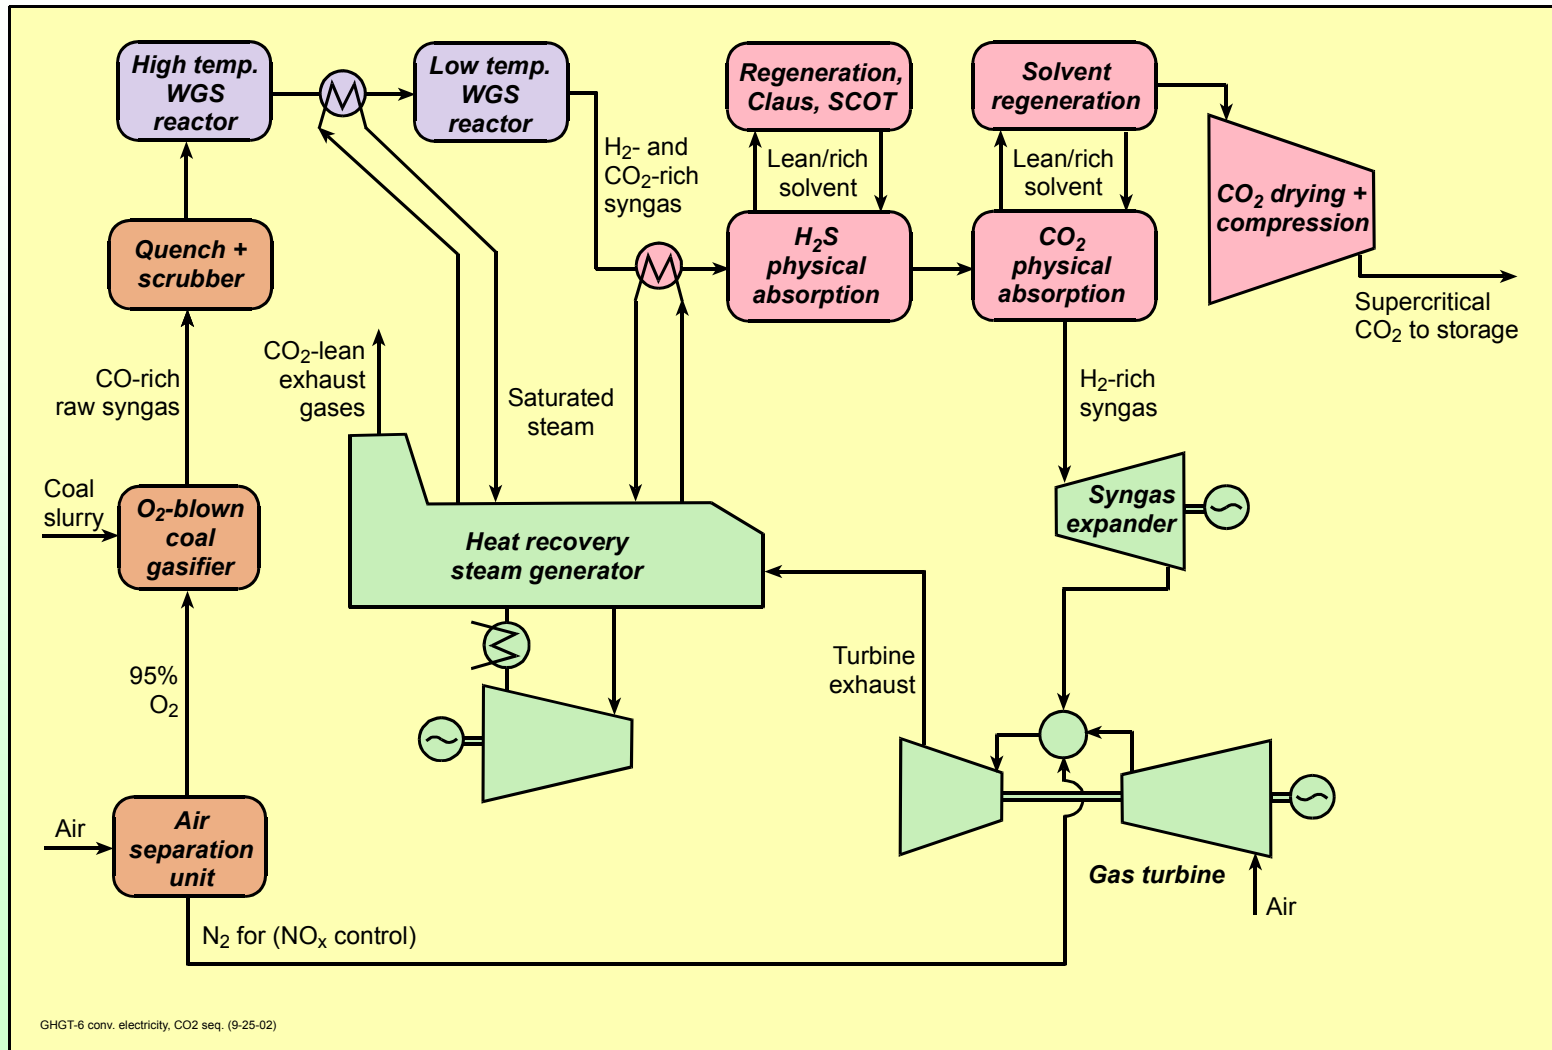 High temp.
WGS
reactor
Low temp.
WGS
reactor
Regeneration,
Claus, SCOT
Solvent
regeneration
H₂- and
CO₂-rich
syngas
Lean/rich
solvent
Lean/rich
solvent
CO₂ drying +
compression
Quench +
scrubber
H₂S
physical
absorption
CO₂
physical
absorption
Supercritical
CO₂ to storage
CO-rich
raw syngas
CO₂-lean
exhaust
gases
Saturated
steam
H₂-rich
syngas
Coal
slurry
O₂-blown
coal
gasifier
Heat recovery
steam generator
Syngas
expander
95%
O₂
Turbine
exhaust
Air
Air
separation
unit
Gas turbine
Air
N₂ for (NOₓ control)
GHGT-6 conv. electricity, CO2 seq. (9-25-02)